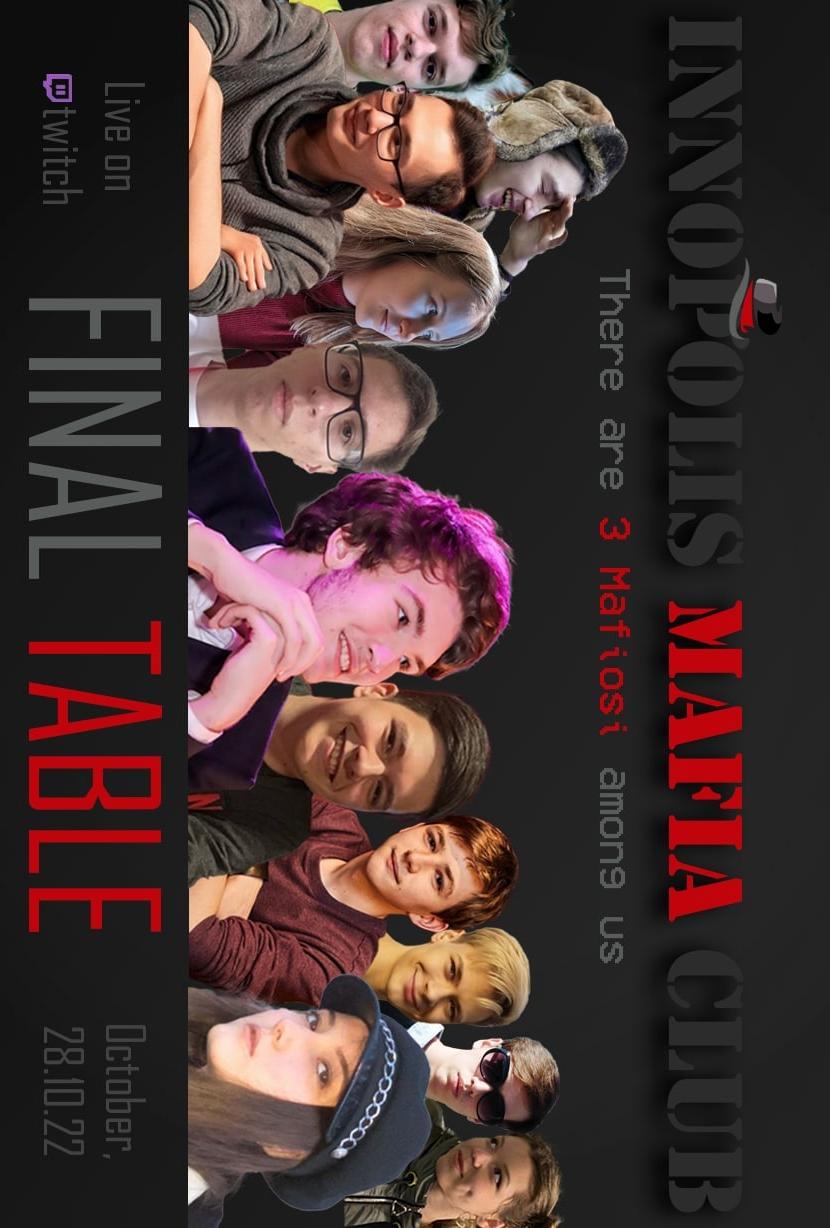 INNOPOLIS MAFIA CLUB
There are 3 Mafiosi among us
Live on
twitch
FINAL TABLE
October,
28.10.22